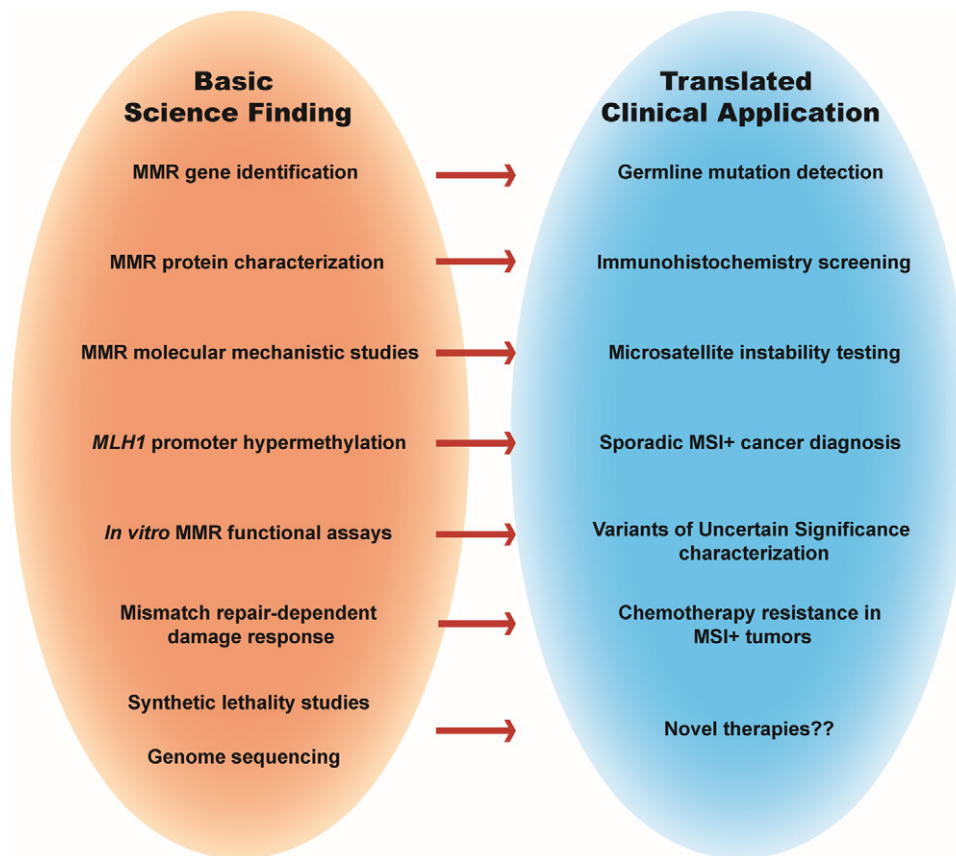 Basic
Science Finding
Translated
Clinical Application
MMR gene identification
Germline mutation detection
MMR protein characterization
Immunohistochemistry screening
MMR molecular mechanistic studies
Microsatellite instability testing
MLH1 promoter hypermethylation
Sporadic MSI+ cancer diagnosis
In vitro MMR functional assays
Variants of Uncertain Significance
characterization
Mismatch repair-dependent
damage response
Chemotherapy resistance in
MSI+ tumors
Synthetic lethality studies
Genome sequencing
Novel therapies??